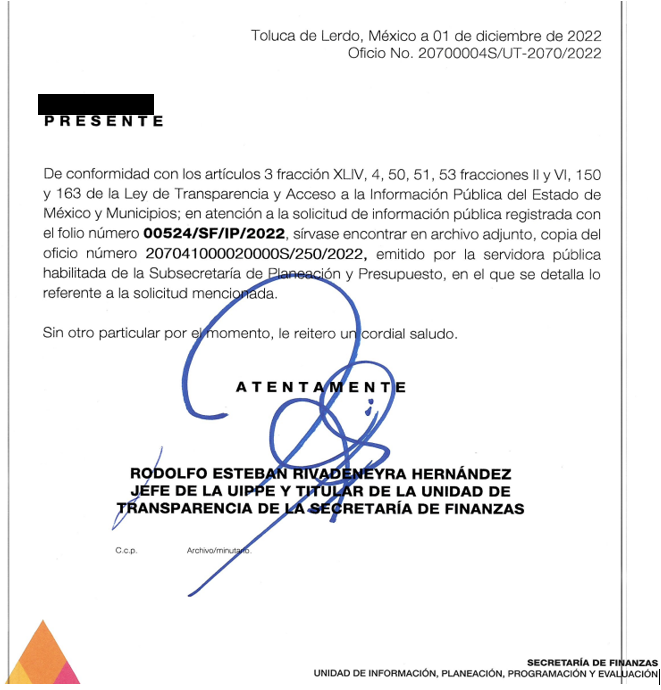 Toluca de Lerdo, México a 01 de diciembre de 2022
Oficio No. 20700004S/UT-2070/2022
P R E S E N T E
De conformidad con los artículos 3 fracción XLIV, 4, 50, 51, 53 fracciones II y VI, 150
y 163 de la Ley de Transparencia y Acceso a la Información Pública del Estado de
México y Municipios; en atención a la solicitud de información pública registrada con
el folio número 00524/SF/IP/2022, sírvase encontrar en archivo adjunto, copia del
oficio número 207041000020000S/250/2022, emitido por la servidora pública
habilitada de la Subsecretaría de Planeación y Presupuesto, en el que se detalla lo
referente a la solicitud mencionada.
Sin otro particular por el momento, le reitero un cordial saludo.
A T E N T A M E N T E
RODOLFO ESTEBAN RIVADENEYRA HERNÁNDEZ
JEFE DE LA UIPPE Y TITULAR DE LA UNIDAD DE
TRANSPARENCIA DE LA SECRETARÍA DE FINANZAS
C.c.p. Archivo/minutario.
SECRETARÍA DE FINANZAS
UNIDAD DE INFORMACIÓN, PLANEACIÓN, PROGRAMACIÓN Y EVALUACIÓN